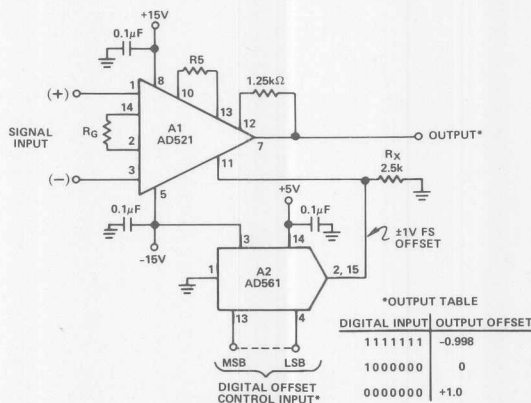 +15V
0.1μF
R5
1.25kΩ
8
(+)
1
10
13
14
12
SIGNAL INPUT
RG
A1
AD521
7
OUTPUT*
2
11
RX
2.5k
(−)
3
5
+5V
0.1μF
0.1μF
−15V
3
14
±1V FS
OFFSET
1
A2
AD561
2, 15
13
4
MSB
LSB
DIGITAL OFFSET
CONTROL INPUT*
*OUTPUT TABLE
DIGITAL INPUT OUTPUT OFFSET
1111111 −0.998
1000000 0
0000000 +1.0